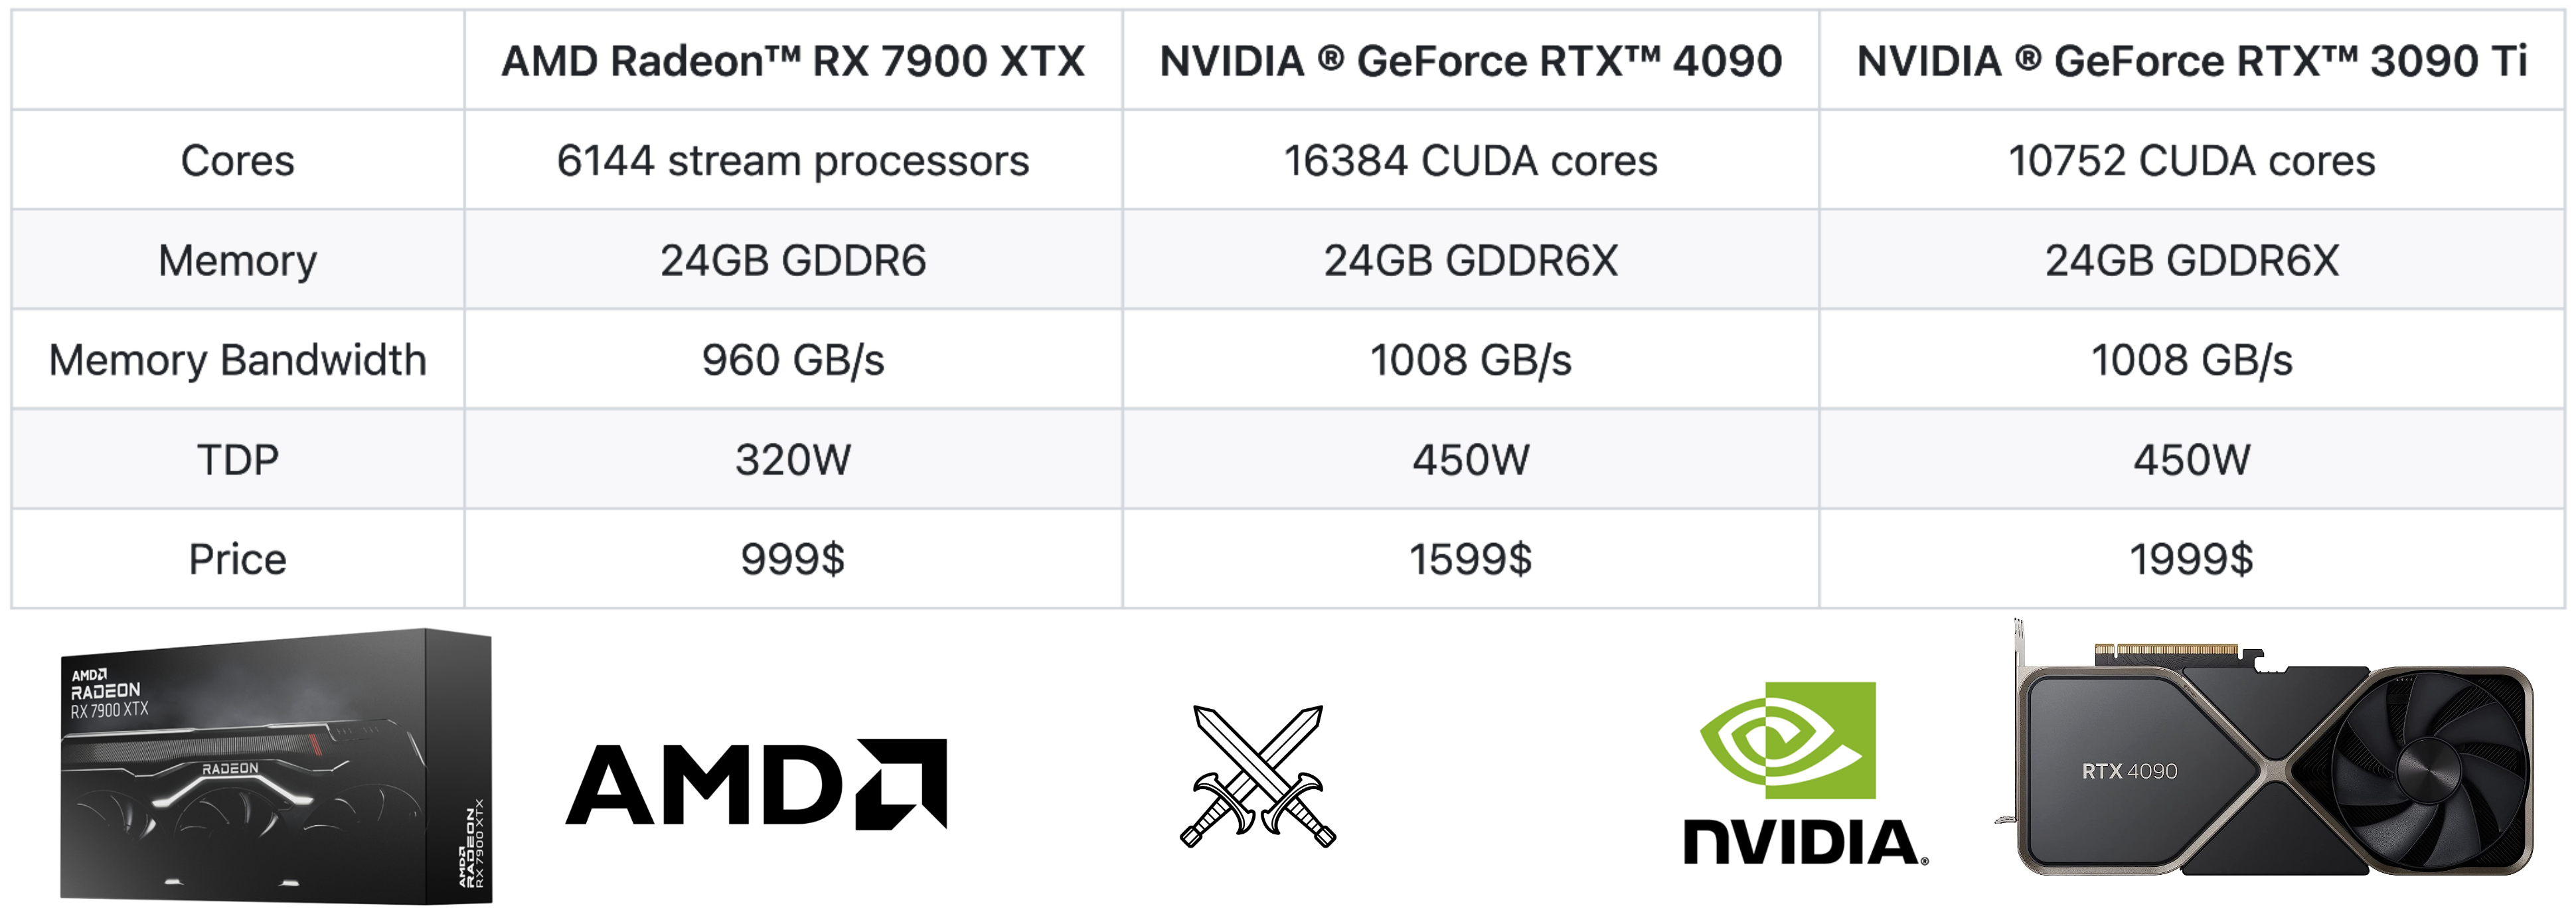 AMD Radeon™ RX 7900 XTX NVIDIA ® GeForce RTX™ 4090 NVIDIA ® GeForce RTX™ 3090 Ti
Cores 6144 stream processors 16384 CUDA cores 10752 CUDA cores
Memory 24GB GDDR6 24GB GDDR6X 24GB GDDR6X
Memory Bandwidth 960 GB/s 1008 GB/s 1008 GB/s
TDP 320W 450W 450W
Price 999$ 1599$ 1999$
AMD
RADEON
RX 7900 XTX
RADEON
AMD
RADEON
RX 7900 XTX
AMD
NVIDIA®
RTX 4090